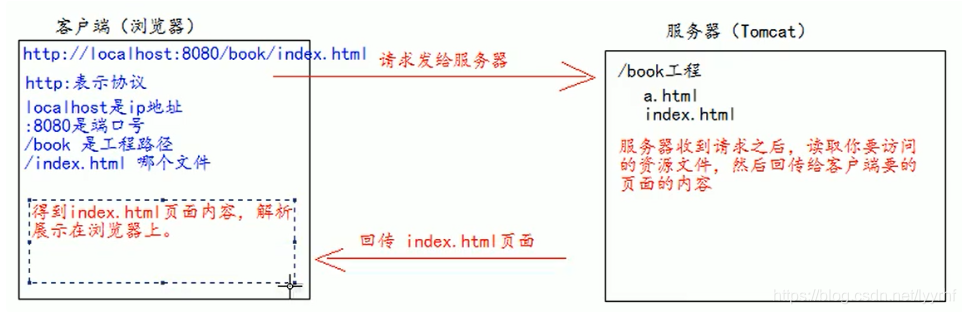 客户端（浏览器）
http://localhost:8080/book/index.html
http:表示协议
localhost是ip地址
:8080是端口号
/book 是工程路径
/index.html 哪个文件
得到index.html页面内容，解析
展示在浏览器上。
请求发给服务器
回传 index.html页面
服务器（Tomcat）
/book工程
a.html
index.html
服务器收到请求之后，读取你要访问
的资源文件，然后回传给客户端要的
页面的内容